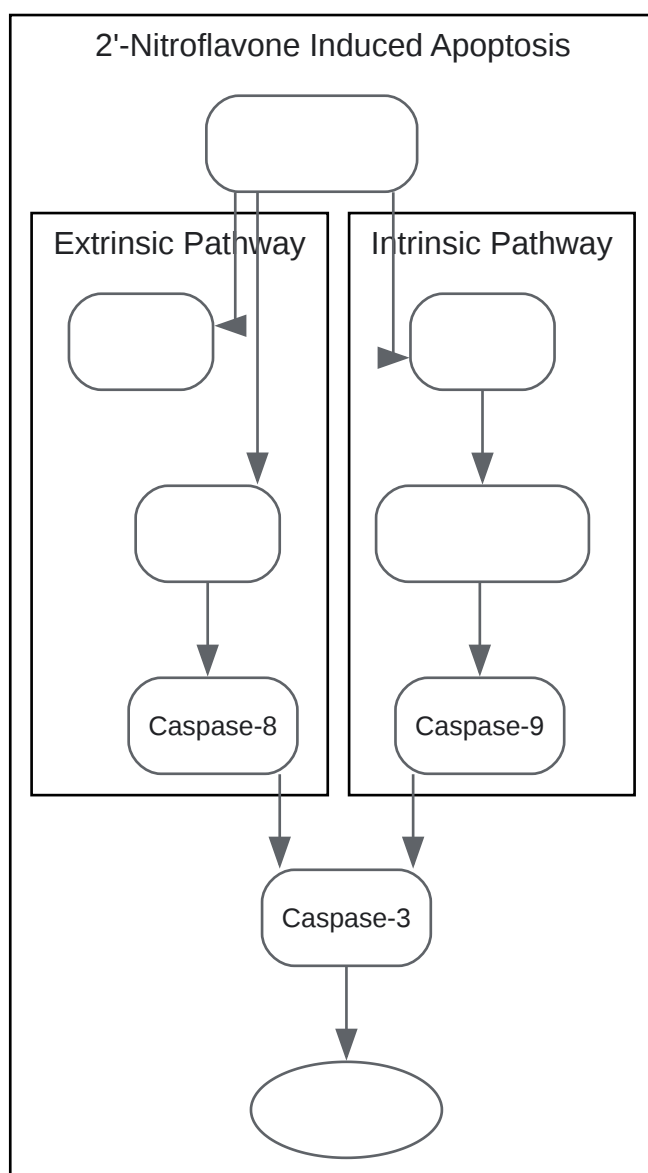 2'-Nitroflavone Induced Apoptosis
Extrinsic Pathway
Intrinsic Pathway
Caspase-8
Caspase-9
Caspase-3